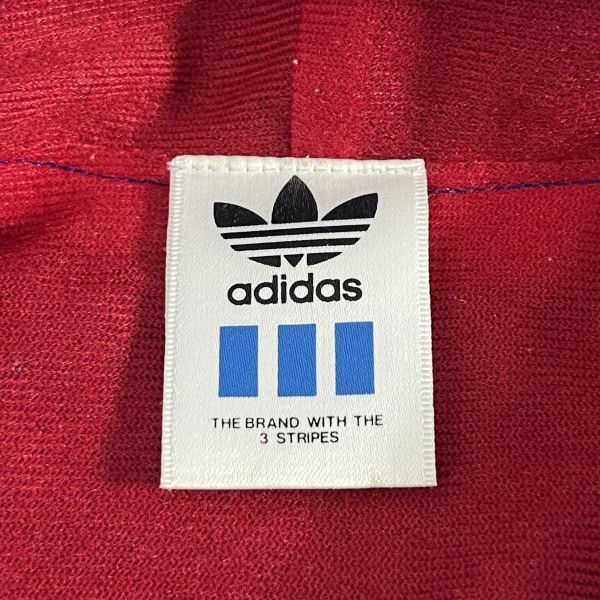 adidas
THE BRAND WITH THE
3 STRIPES